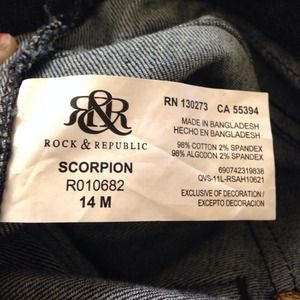 R&R
ROCK & REPUBLIC
SCORPION
R010682
14 M
RN 130273 CA 55394
MADE IN BANGLADESH
HECHO EN BANGLADESH
98% COTTON 2% SPANDEX
98% ALGODON 2% SPANDEX
690742319838
QVS-11L-RSAH10621
EXCLUSIVE OF DECORATION /
EXCEPTO DECORACION